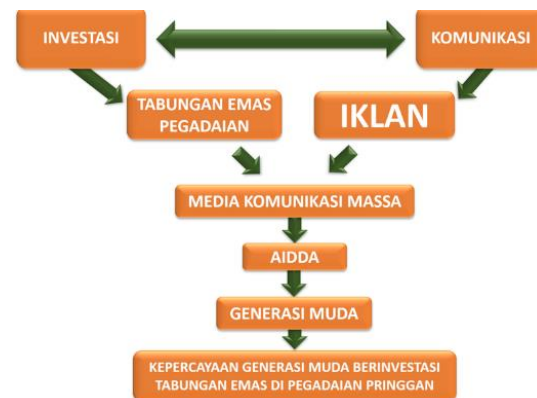 INVESTASI
KOMUNIKASI
TABUNGAN EMAS
PEGADAIAN
IKLAN
MEDIA KOMUNIKASI MASSA
AIDDA
GENERASI MUDA
KEPERCAYAAN GENERASI MUDA BERINVESTASI
TABUNGAN EMAS DI PEGADAIAN PRINGGAN